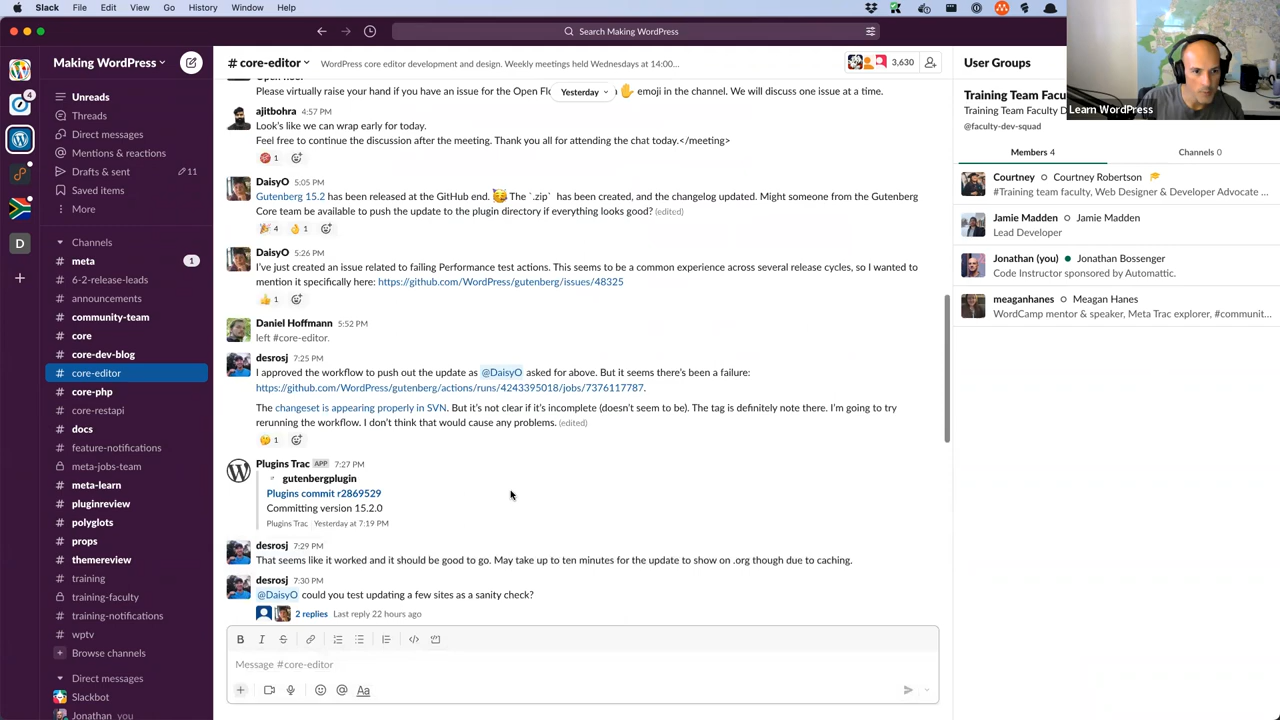 Slack File Edit View Go History Window Help
Search Making WordPress
Making WordPress
4
D
Unreads
Threads
Direct messages
Mentions & reactions
Drafts & sent
11
Saved items
More
Channels
meta
1
6-2-release-leads
announcements
community-team
core
core-dev-blog
core-editor
core-php
core-restapi
docs
feature-notifications
meta-jobs-team
meta-learn
pluginreview
polyglots
props
themereview
training
training-faculty
training-notifications
wptv
Browse channels
Direct messages
Slackbot
Jonathan you
# core-editor
WordPress core editor development and design. Weekly meetings held Wednesdays at 14:00...
3,630
Yesterday
Please virtually raise your hand if you have an issue for the Open Flo emoji in the channel. We will discuss one issue at a time.
ajitbohra 4:57 PM
Look's like we can wrap early for today.
Feel free to continue the discussion after the meeting. Thank you all for attending the chat today.</meeting>
1
DaisyO 5:05 PM
Gutenberg 15.2 has been released at the GitHub end. The `.zip` has been created, and the changelog updated. Might someone from the Gutenberg
Core team be available to push the update to the plugin directory if everything looks good? (edited)
4 1
DaisyO 5:26 PM
I've just created an issue related to failing Performance test actions. This seems to be a common experience across several release cycles, so I wanted to
mention it specifically here: https://github.com/WordPress/gutenberg/issues/48325
1
Daniel Hoffmann 5:52 PM
left #core-editor.
desrosj 7:25 PM
I approved the workflow to push out the update as @DaisyO asked for above. But it seems there's been a failure:
https://github.com/WordPress/gutenberg/actions/runs/4243395018/jobs/7376117787.
The changeset is appearing properly in SVN. But it's not clear if it's incomplete (doesn't seem to be). The tag is definitely note there. I'm going to try
rerunning the workflow. I don't think that would cause any problems. (edited)
1
Plugins Trac APP 7:27 PM
gutenbergplugin
Plugins commit r2869529
Committing version 15.2.0
Plugins Trac Yesterday at 7:19 PM
desrosj 7:29 PM
That seems like it worked and it should be good to go. May take up to ten minutes for the update to show on .org though due to caching.
desrosj 7:30 PM
@DaisyO could you test updating a few sites as a sanity check?
2 replies Last reply 22 hours ago
B I S
Message #core-editor
+ @ Aa
User Groups
Training Team Facu
Training Team Faculty D
@faculty-dev-squad
Members 4
Channels 0
Courtney Courtney Robertson
#Training team faculty, Web Designer & Developer Advocate ...
Jamie Madden Jamie Madden
Lead Developer
Jonathan (you) Jonathan Bossenger
Code Instructor sponsored by Automattic.
meaganhanes Meagan Hanes
WordCamp mentor & speaker, Meta Trac explorer, #communit...
Learn WordPress